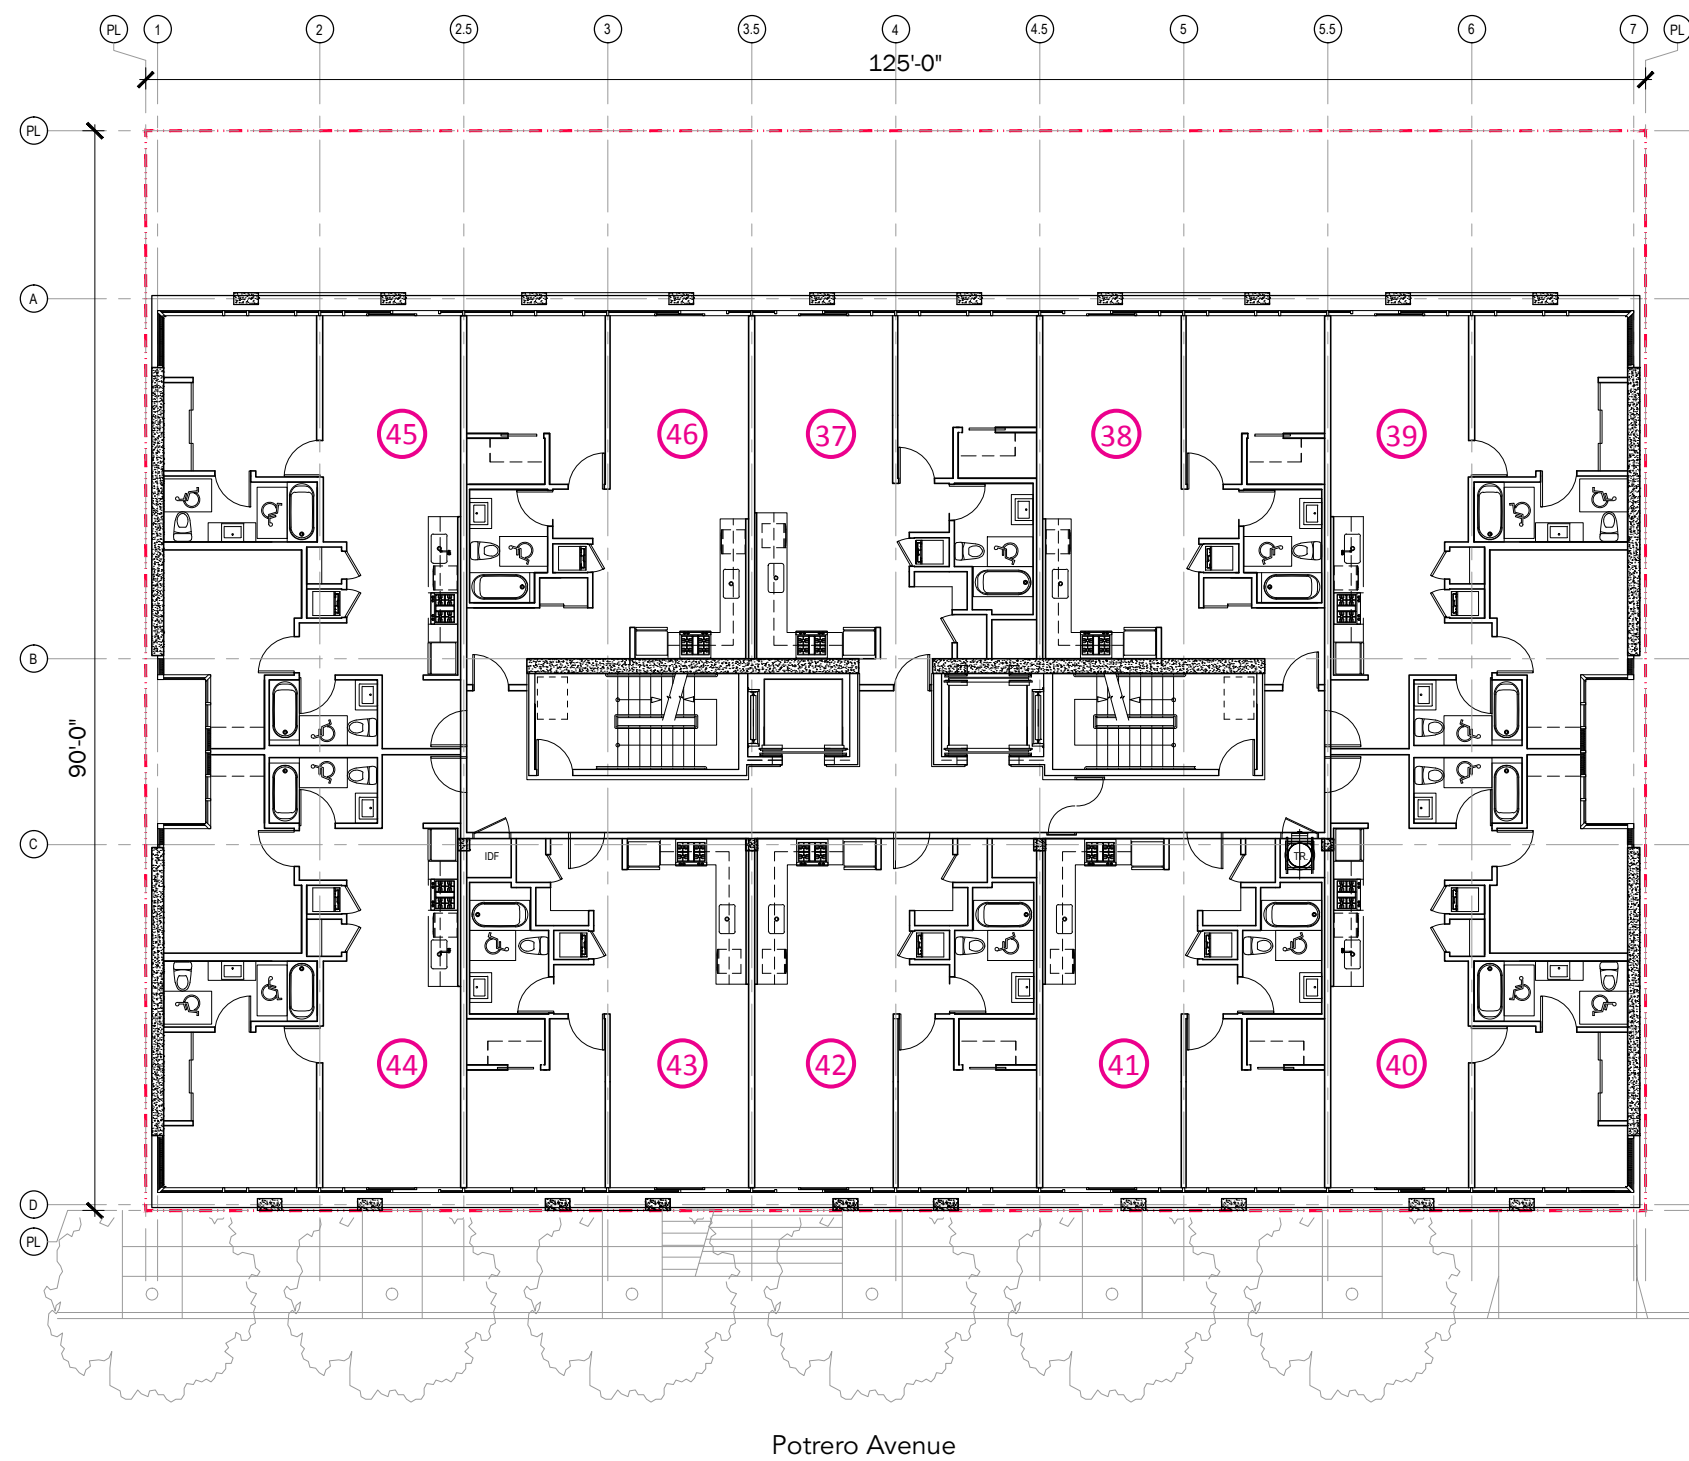 PL 1 2 2.5 3 3.5 4 4.5 5 5.5 6 7 PL
125'-0"
PL
A
45 46 37 38 39
B
90'-0"
C
IDF TR.
44 43 42 41 40
D
PL
Potrero Avenue